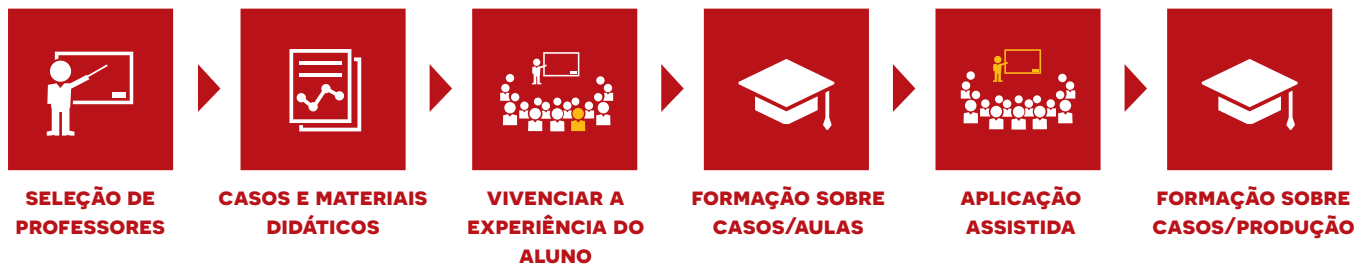 SELEÇÃO DE
PROFESSORES
CASOS E MATERIAIS
DIDÁTICOS
VIVENCIAR A
EXPERIÊNCIA DO
ALUNO
FORMAÇÃO SOBRE
CASOS/AULAS
APLICAÇÃO
ASSISTIDA
FORMAÇÃO SOBRE
CASOS/PRODUÇÃO